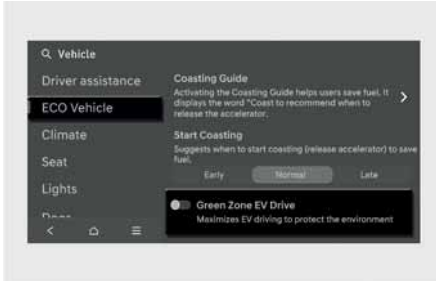 Vehicle
Driver assistance
ECO Vehicle
Climate
Seat
Lights
Door
Coasting Guide
Activating the Coasting Guide helps users save fuel. It
displays the word "Coast to recommend when to
release the accelerator.
Start Coasting
Suggests when to start coasting (release accelerator) to save
fuel.
Early
Normal
Late
Green Zone EV Drive
Maximizes EV driving to protect the environment